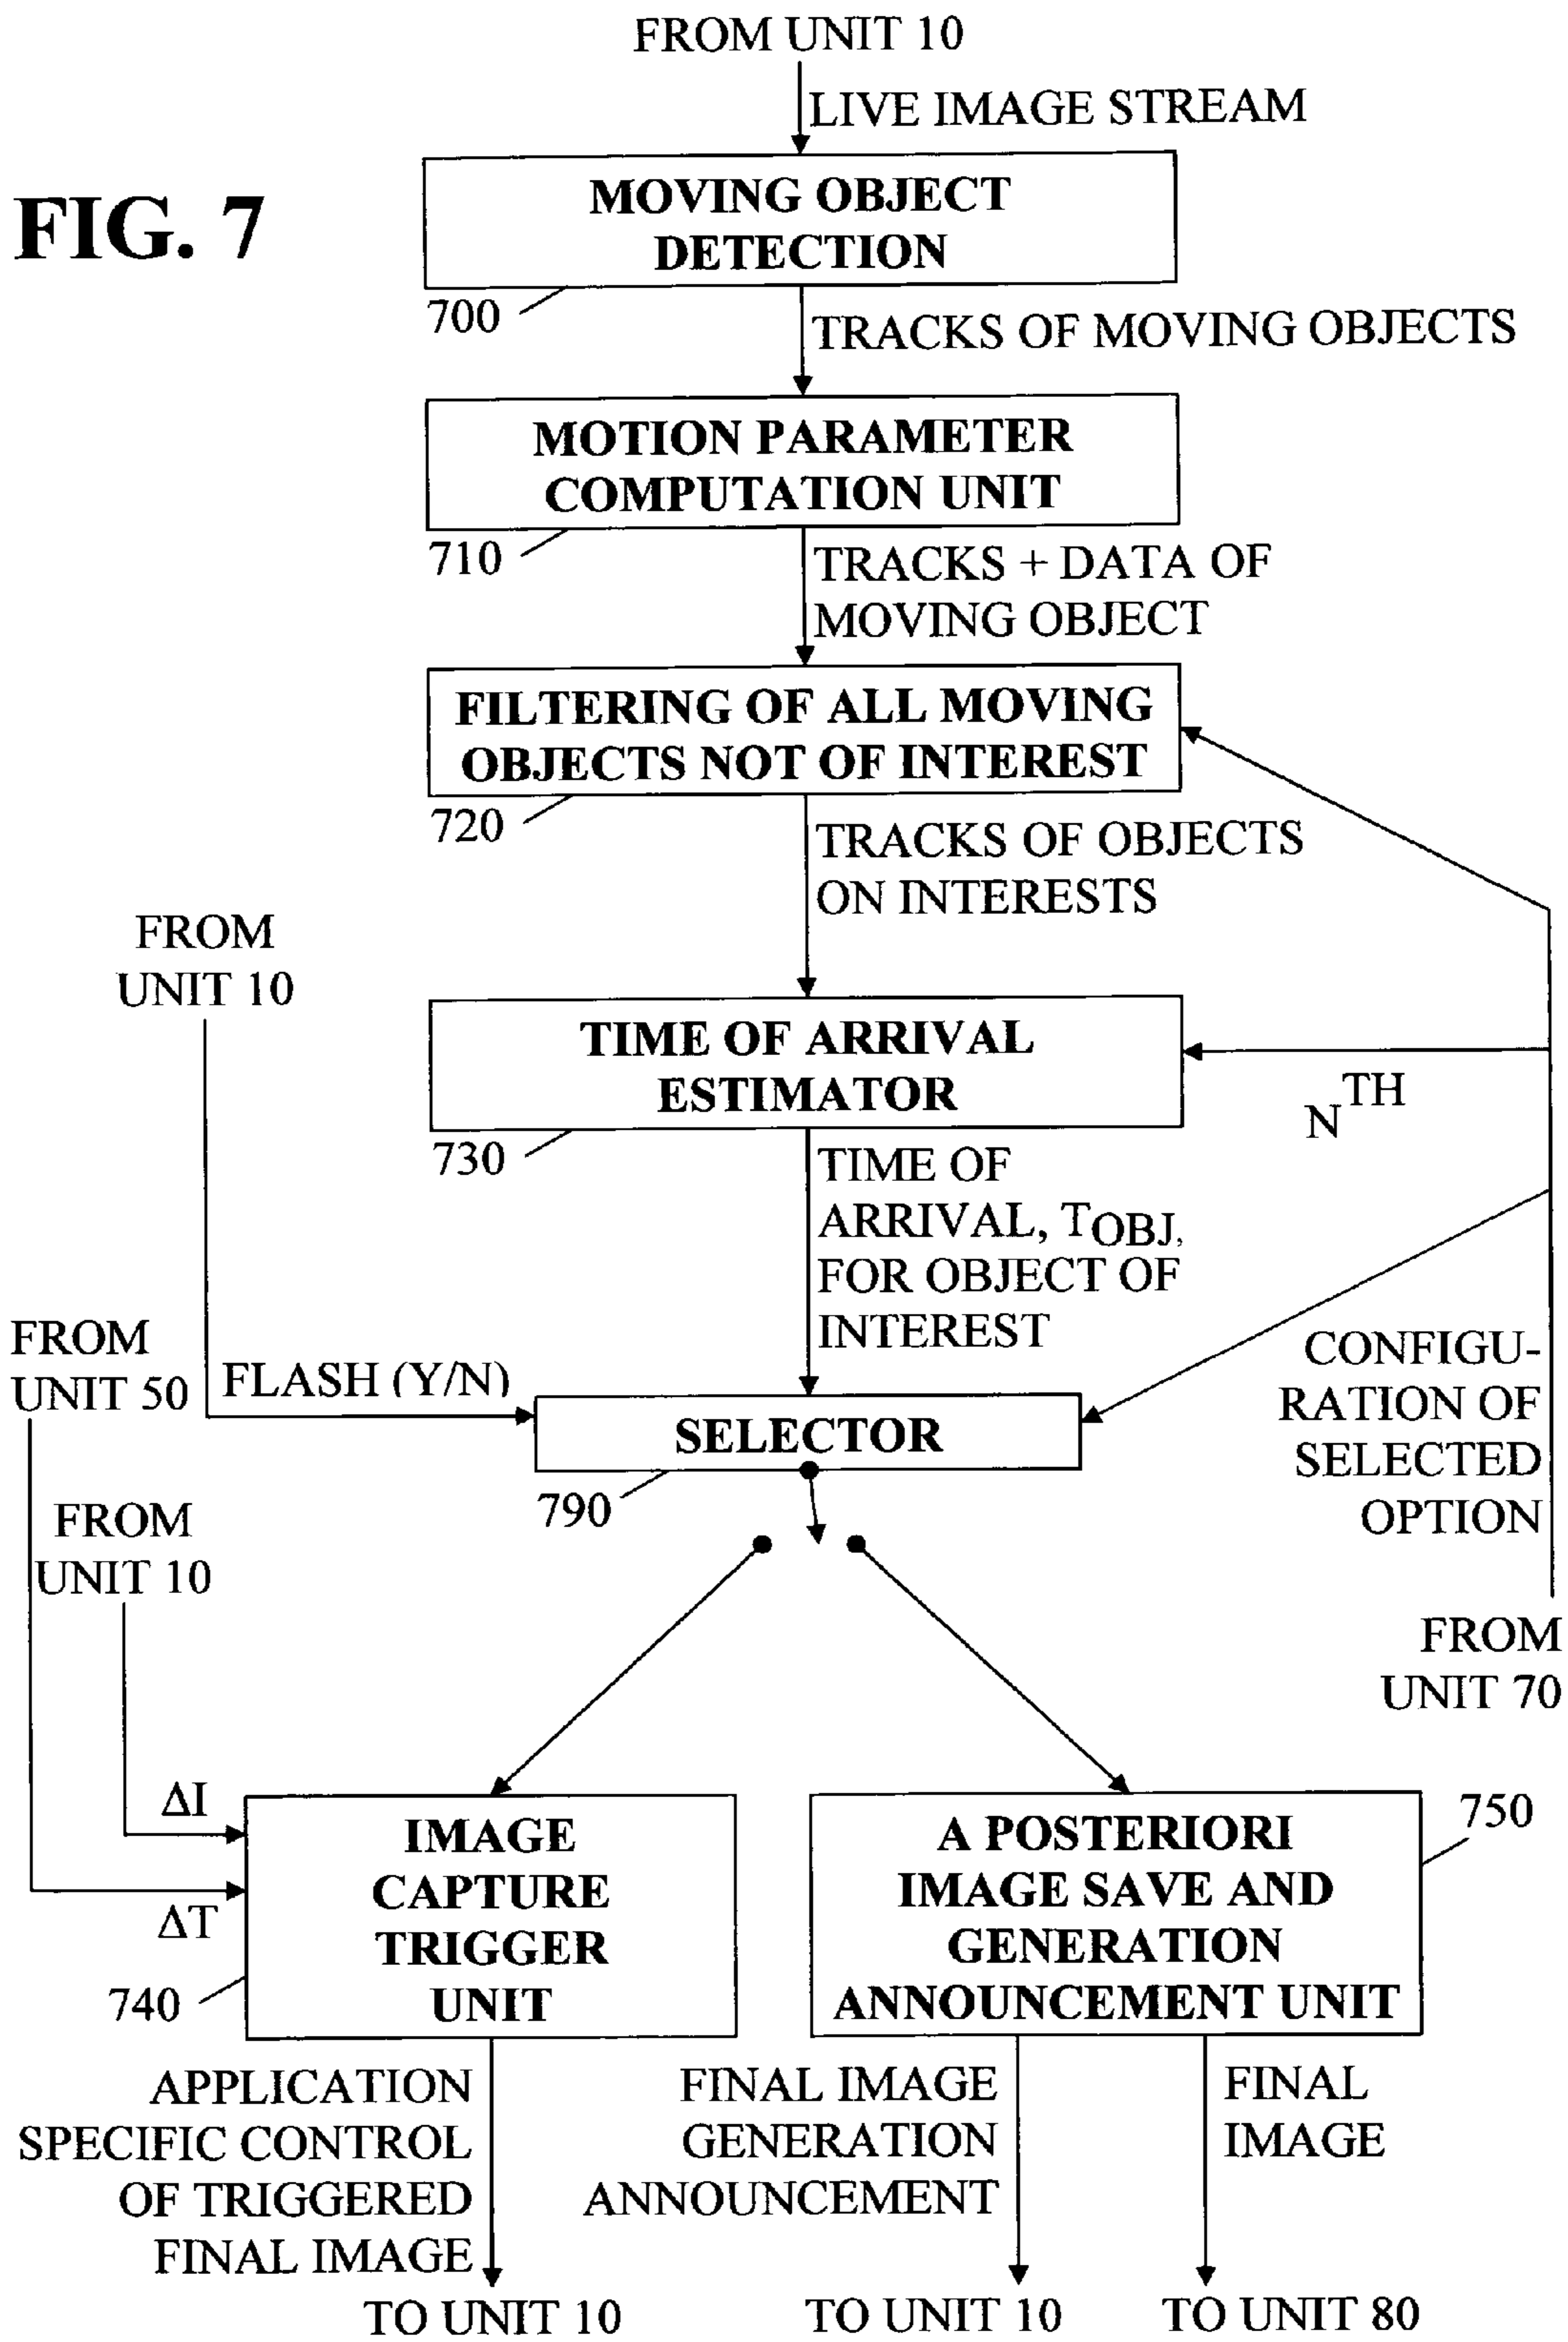 FROM UNIT 10
LIVE IMAGE STREAM
FIG. 7
MOVING OBJECT
DETECTION
700
TRACKS OF MOVING OBJECTS
MOTION PARAMETER
COMPUTATION UNIT
710
TRACKS + DATA OF
MOVING OBJECT
FILTERING OF ALL MOVING
OBJECTS NOT OF INTEREST
720
TRACKS OF OBJECTS
ON INTERESTS
FROM
UNIT 10
TIME OF ARRIVAL
ESTIMATOR
730
N TH
TIME OF
ARRIVAL, TOBJ,
FOR OBJECT OF
INTEREST
FROM
UNIT 50
FLASH (Y/N)
SELECTOR
790
CONFIGU-
RATION OF
SELECTED
OPTION
FROM
UNIT 10
FROM
UNIT 70
ΔI
ΔT
IMAGE
CAPTURE
TRIGGER
UNIT
740
A POSTERIORI
IMAGE SAVE AND
GENERATION
ANNOUNCEMENT UNIT
750
APPLICATION
SPECIFIC CONTROL
OF TRIGGERED
FINAL IMAGE
FINAL IMAGE
GENERATION
ANNOUNCEMENT
FINAL
IMAGE
TO UNIT 10
TO UNIT 10
TO UNIT 80